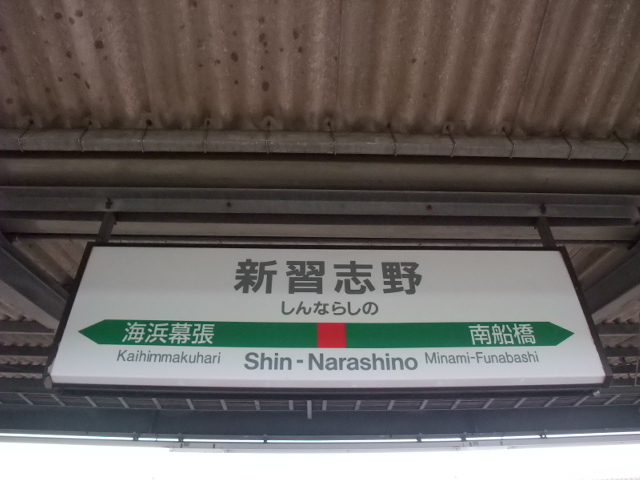 新習志野
しんならしの
海浜幕張 南船橋
Kaihimmakuhari Shin-Narashino Minami-Funabashi